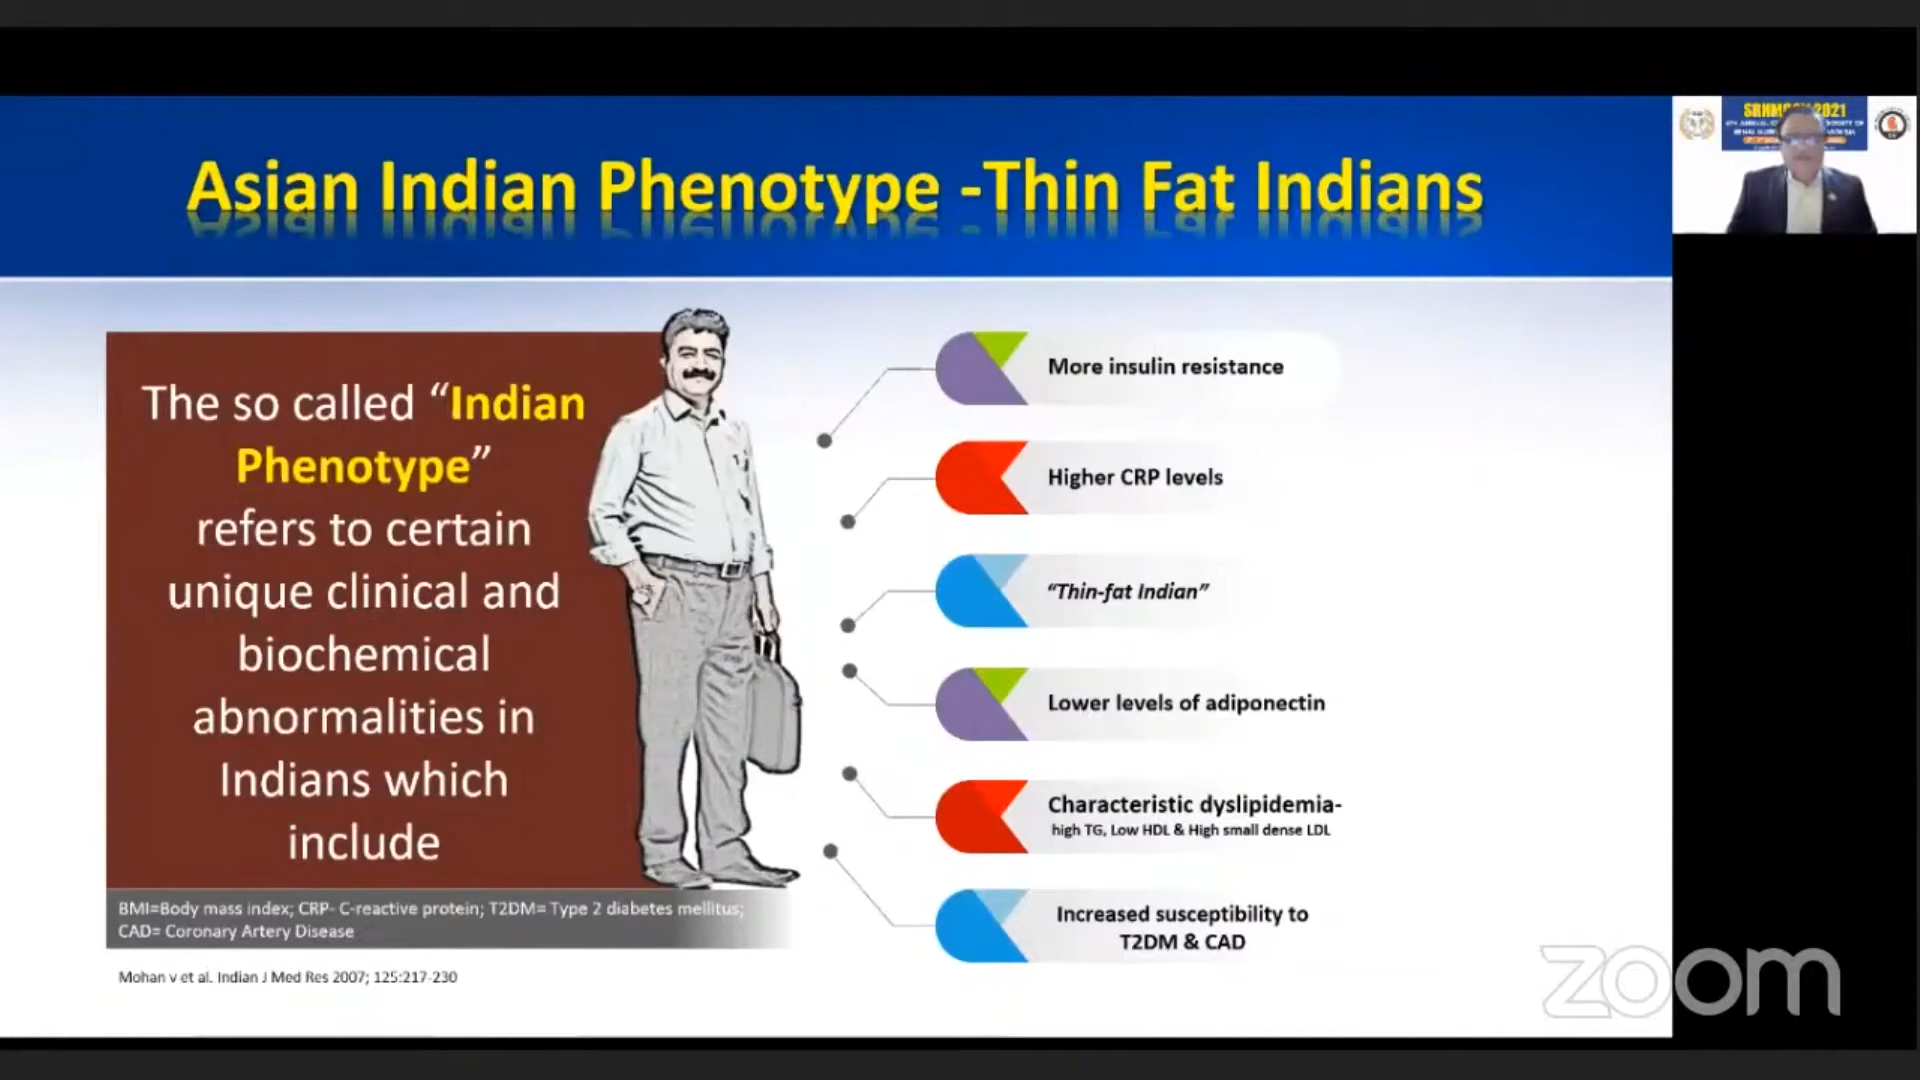 Asian Indian Phenotype -Thin Fat Indians
The so called “Indian
Phenotype”
refers to certain
unique clinical and
biochemical
abnormalities in
Indians which
include
More insulin resistance
Higher CRP levels
“Thin-fat Indian”
Lower levels of adiponectin
Characteristic dyslipidemia-
high TG, Low HDL & High small dense LDL
Increased susceptibility to
T2DM & CAD
BMI=Body mass index; CRP- C-reactive protein; T2DM= Type 2 diabetes mellitus;
CAD= Coronary Artery Disease
Mohan v et al. Indian J Med Res 2007; 125:217-230
2021
zoom